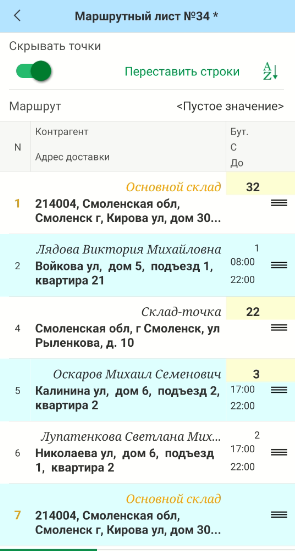 Маршрутный лист №34 *
Скрывать точки
Переставить строки
A
Z
Маршрут
<Пустое значение>
N
Контрагент
Адрес доставки
Бут.
С
До
1
Основной склад
214004, Смоленская обл,
Смоленск г, Кирова ул, дом 30...
32
2
Лядова Виктория Михайловна
Войкова ул, дом 5, подъезд 1,
квартира 21
1
08:00
22:00
4
Склад-точка
Смоленская обл, г Смоленск, ул
Рыленкова, д. 10
22
5
Оскаров Михаил Семенович
Калинина ул, дом 6, подъезд 2,
квартира 2
3
17:00
22:00
6
Лупатенкова Светлана Мих...
Николаева ул, дом 6, подъезд
1, квартира 2
2
17:00
22:00
7
Основной склад
214004, Смоленская обл,
Смоленск г, Кирова ул, дом 30...